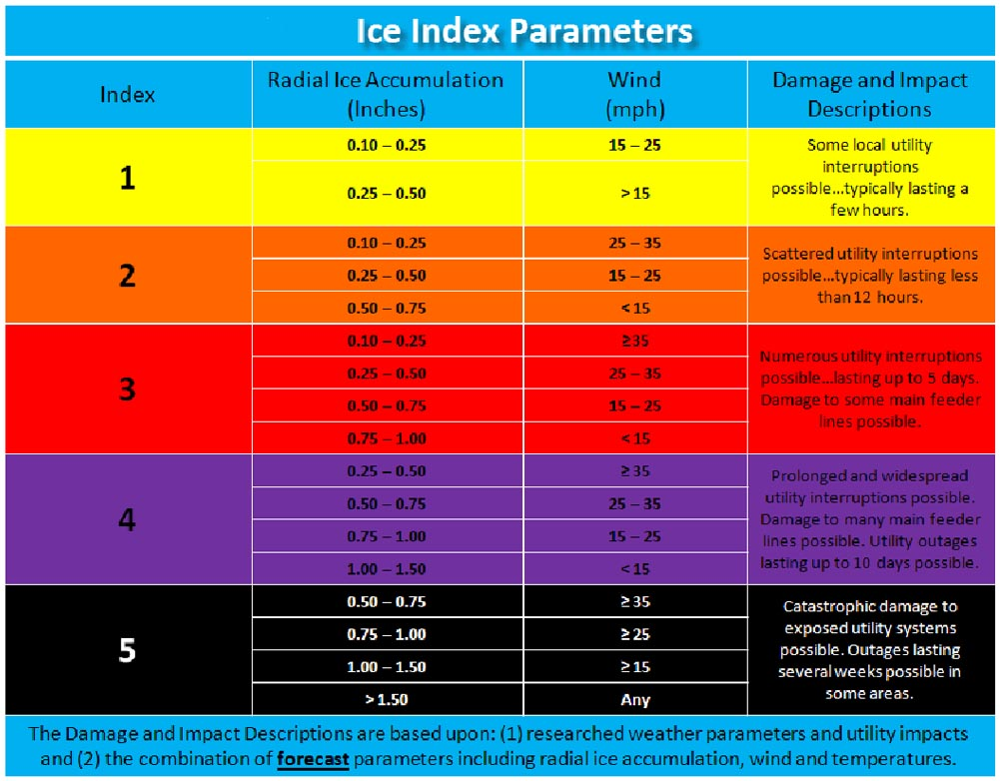 Ice Index Parameters
Index
Radial Ice Accumulation
(Inches)
Wind
(mph)
Damage and Impact
Descriptions
1
0.10 – 0.25
15 – 25
0.25 – 0.50
> 15
Some local utility
interruptions
possible...typically lasting a
few hours.
2
0.10 – 0.25
25 – 35
0.25 – 0.50
15 – 25
0.50 – 0.75
< 15
Scattered utility interruptions
possible...typically lasting less
than 12 hours.
3
0.10 – 0.25
≥35
0.25 – 0.50
25 – 35
0.50 – 0.75
15 – 25
0.75 – 1.00
< 15
Numerous utility interruptions
possible...lasting up to 5 days.
Damage to some main feeder
lines possible.
4
0.25 – 0.50
≥ 35
0.50 – 0.75
25 – 35
0.75 – 1.00
15 – 25
1.00 – 1.50
< 15
Prolonged and widespread
utility interruptions possible.
Damage to many main feeder
lines possible. Utility outages
lasting up to 10 days possible.
5
0.50 – 0.75
≥ 35
0.75 – 1.00
≥ 25
1.00 – 1.50
≥ 15
> 1.50
Any
Catastrophic damage to
exposed utility systems
possible. Outages lasting
several weeks possible in
some areas.
The Damage and Impact Descriptions are based upon: (1) researched weather parameters and utility impacts
and (2) the combination of forecast parameters including radial ice accumulation, wind and temperatures.